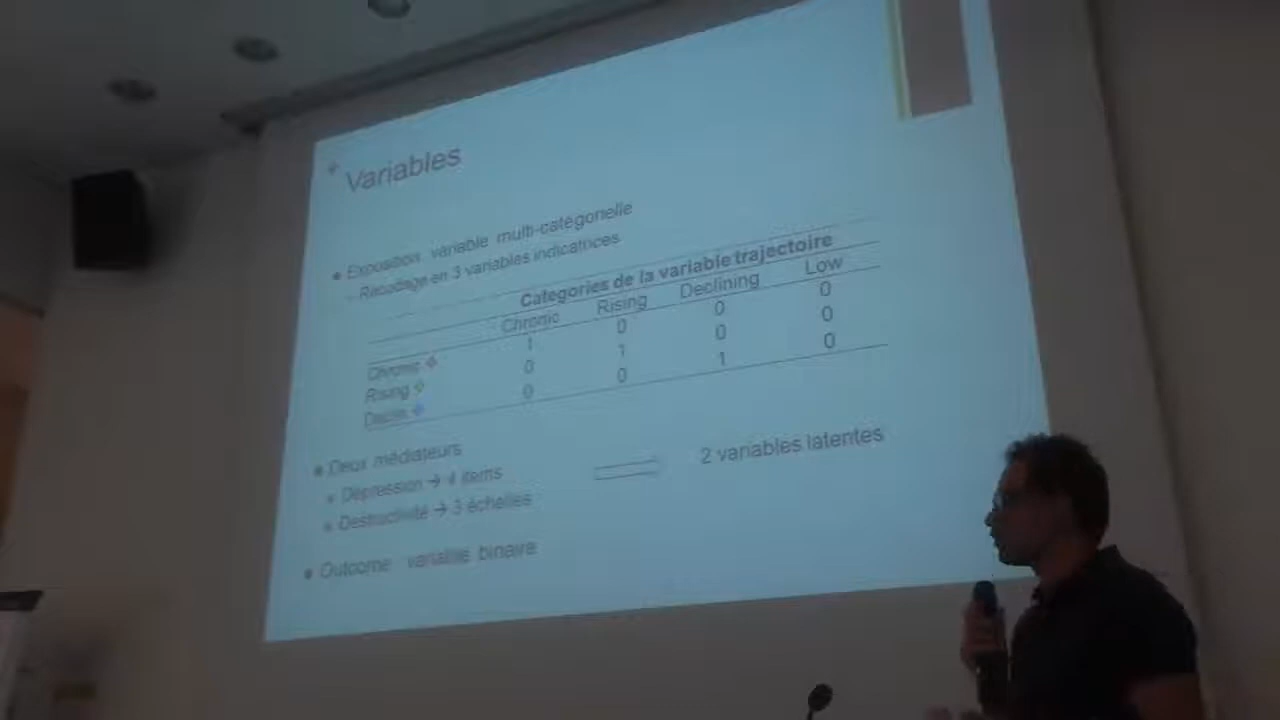 Variables
Exposition variable multi-catégorielle
– Recodage en 3 variables indicatrices
Catégories de la variable trajectoire
Chronic Rising Declining Low
Chronic 1 0 0 0
Rising 0 1 0 0
Declin 0 0 1 0
Deux médiateurs
Dépression → 4 items
2 variables latentes
Destructivité → 3 échelles
Outcome variable binaire